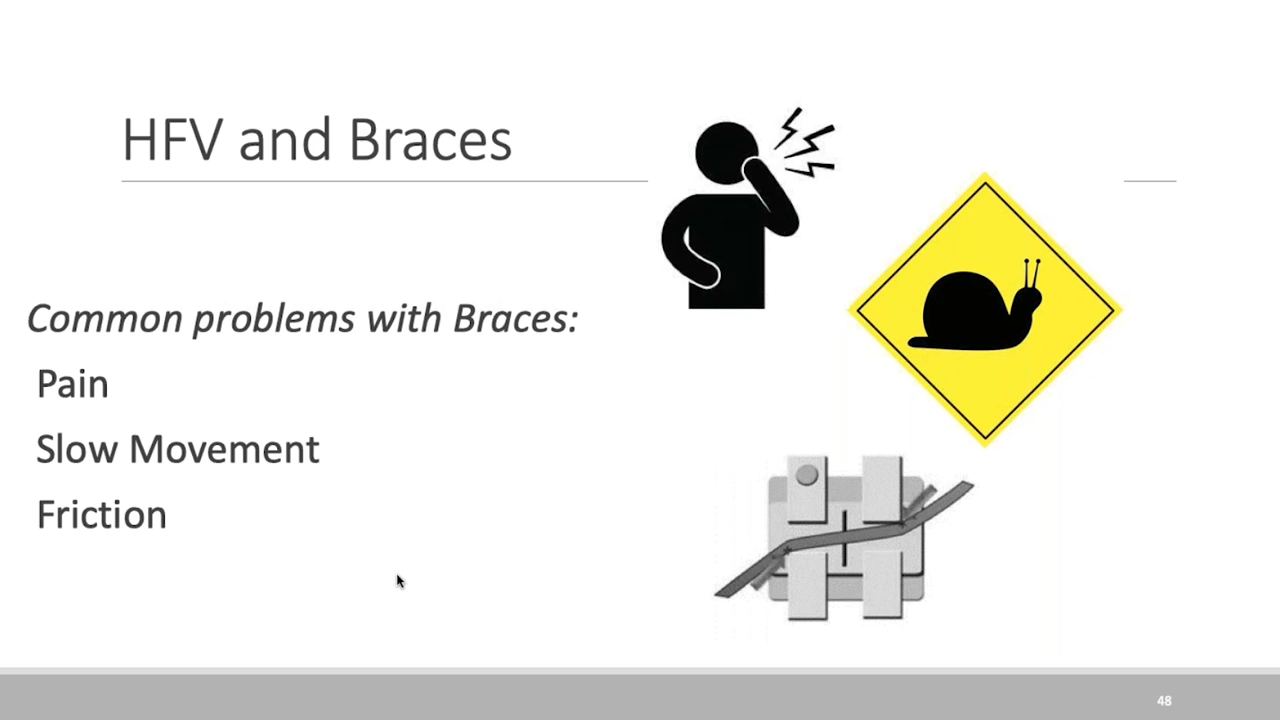 HFV and Braces
Common problems with Braces:
Pain
Slow Movement
Friction
48